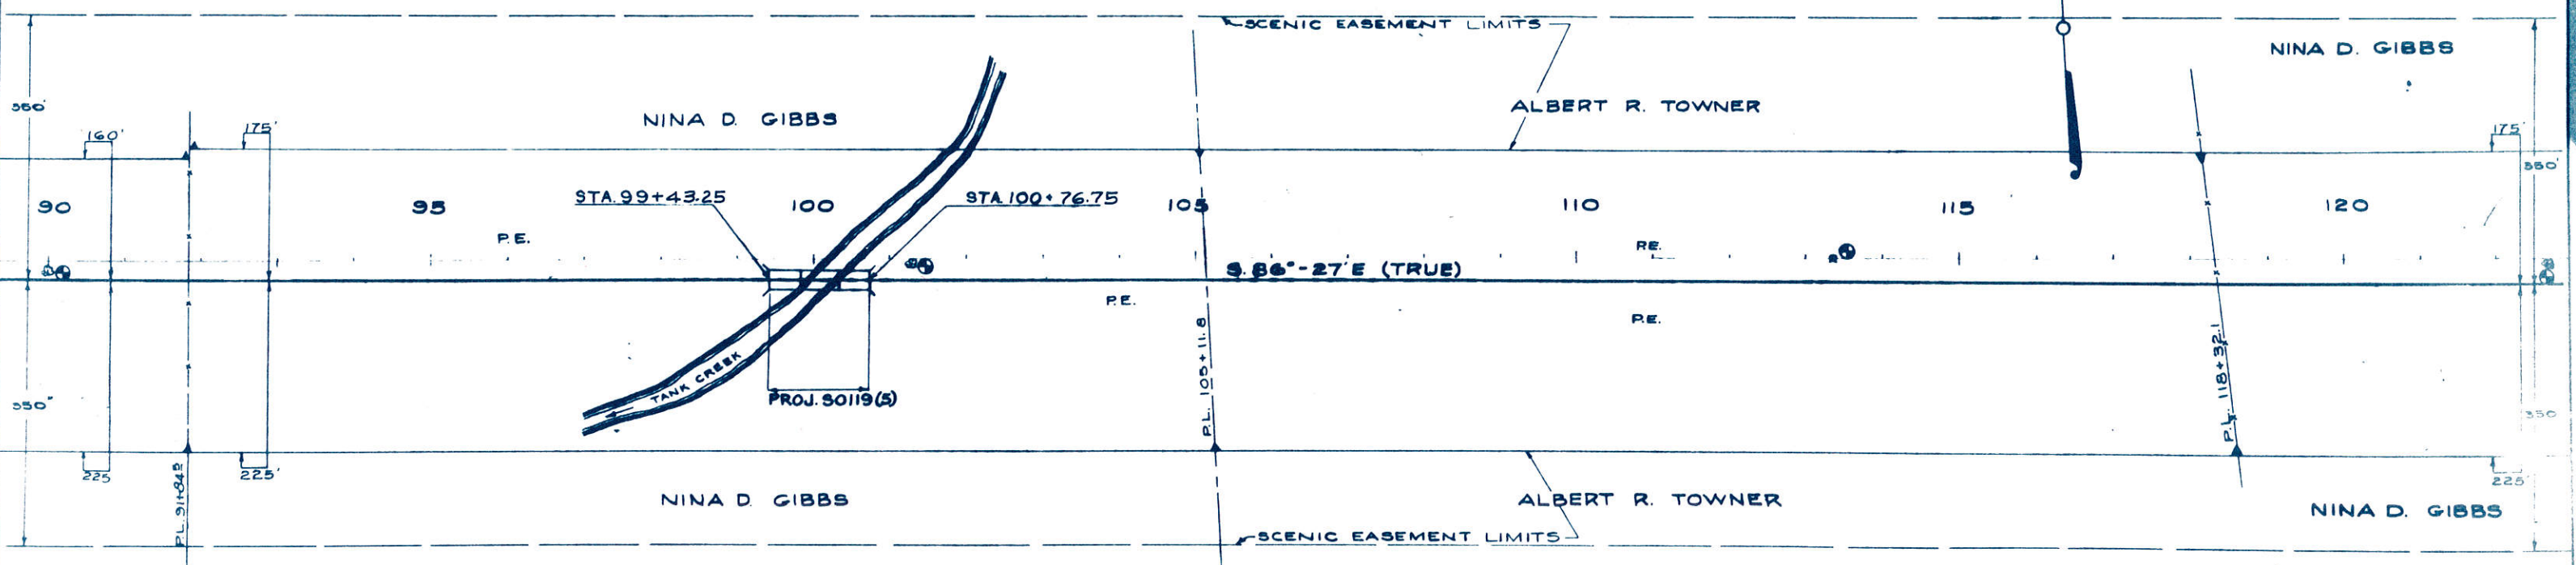 SCENIC EASEMENT LIMITS
NINA D. GIBBS
350'
NINA D. GIBBS
ALBERT R. TOWNER
160'
175'
175'
350'
STA. 99+43.25
STA. 100+76.75
90
95
100
105
110
115
120
P.E.
P.E.
S. 86°-27' E (TRUE)
P.E.
P.E.
P.L. 105+11.8
P.L. 118+32.1
TANK CREEK
PROJ. S0119(5)
350'
350
225
225'
225'
P.L. 91+84.5
NINA D. GIBBS
ALBERT R. TOWNER
NINA D. GIBBS
SCENIC EASEMENT LIMITS